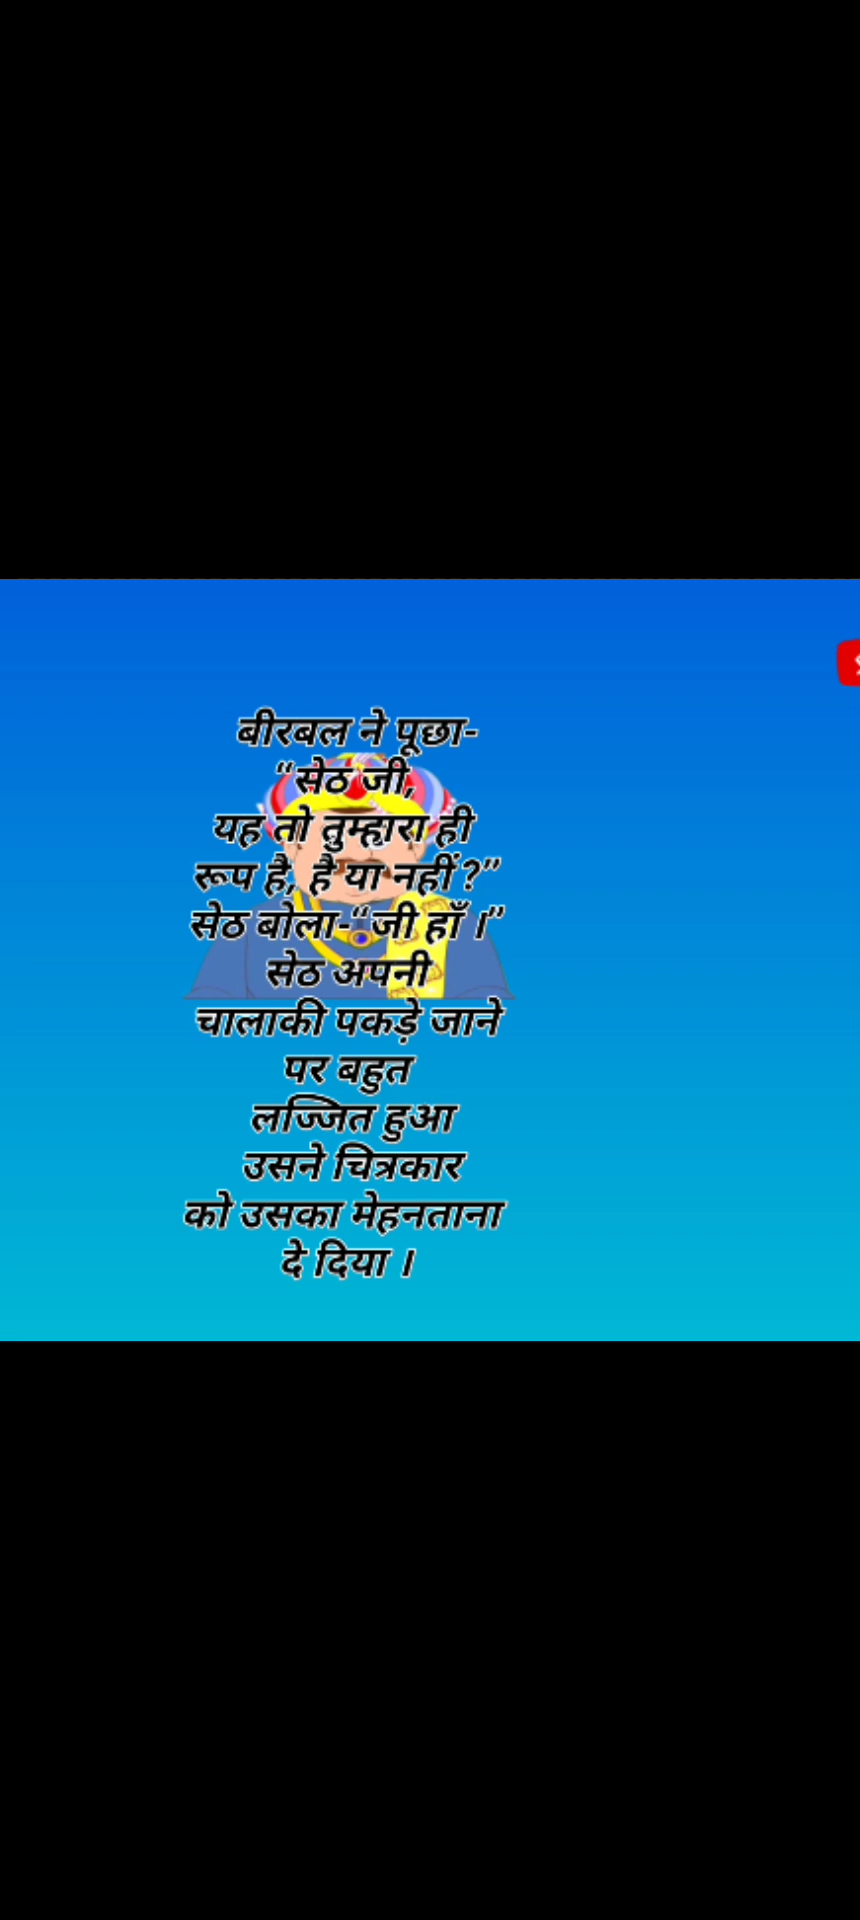 बीरबल ने पूछा-
“सेठ जी,
यह तो तुम्हारा ही
रूप है, है या नहीं?”
सेठ बोला-“जी हाँ ।”
सेठ अपनी
चालाकी पकड़े जाने
पर बहुत
लज्जित हुआ
उसने चित्रकार
को उसका मेहनताना
दे दिया ।